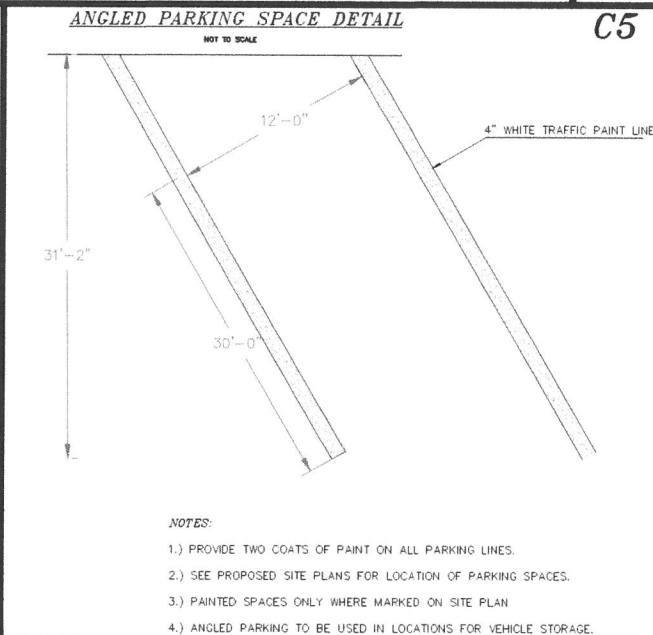 ANGLED PARKING SPACE DETAIL
C5
NOT TO SCALE
12'-0"
4" WHITE TRAFFIC PAINT LINE
31'-2"
30'-0"
NOTES:
1.) PROVIDE TWO COATS OF PAINT ON ALL PARKING LINES.
2.) SEE PROPOSED SITE PLANS FOR LOCATION OF PARKING SPACES.
3.) PAINTED SPACES ONLY WHERE MARKED ON SITE PLAN
4.) ANGLED PARKING TO BE USED IN LOCATIONS FOR VEHICLE STORAGE.